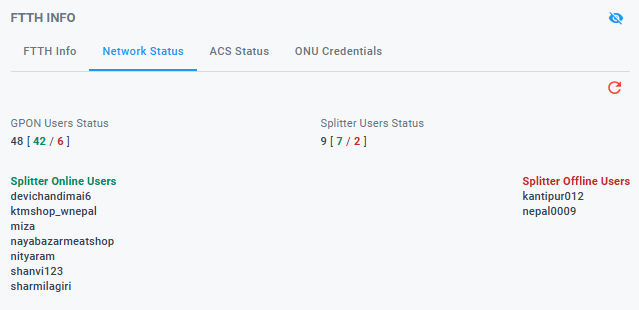 FTTH INFO
FTTH Info Network Status ACS Status ONU Credentials
GPON Users Status Splitter Users Status
48 [ 42 / 6 ] 9 [ 7 / 2 ]
Splitter Online Users Splitter Offline Users
devichandimai6 kantipur012
ktmshop_wnepal nepal0009
miza
nayabazarmeatshop
nityaram
shanvi123
sharmilagiri